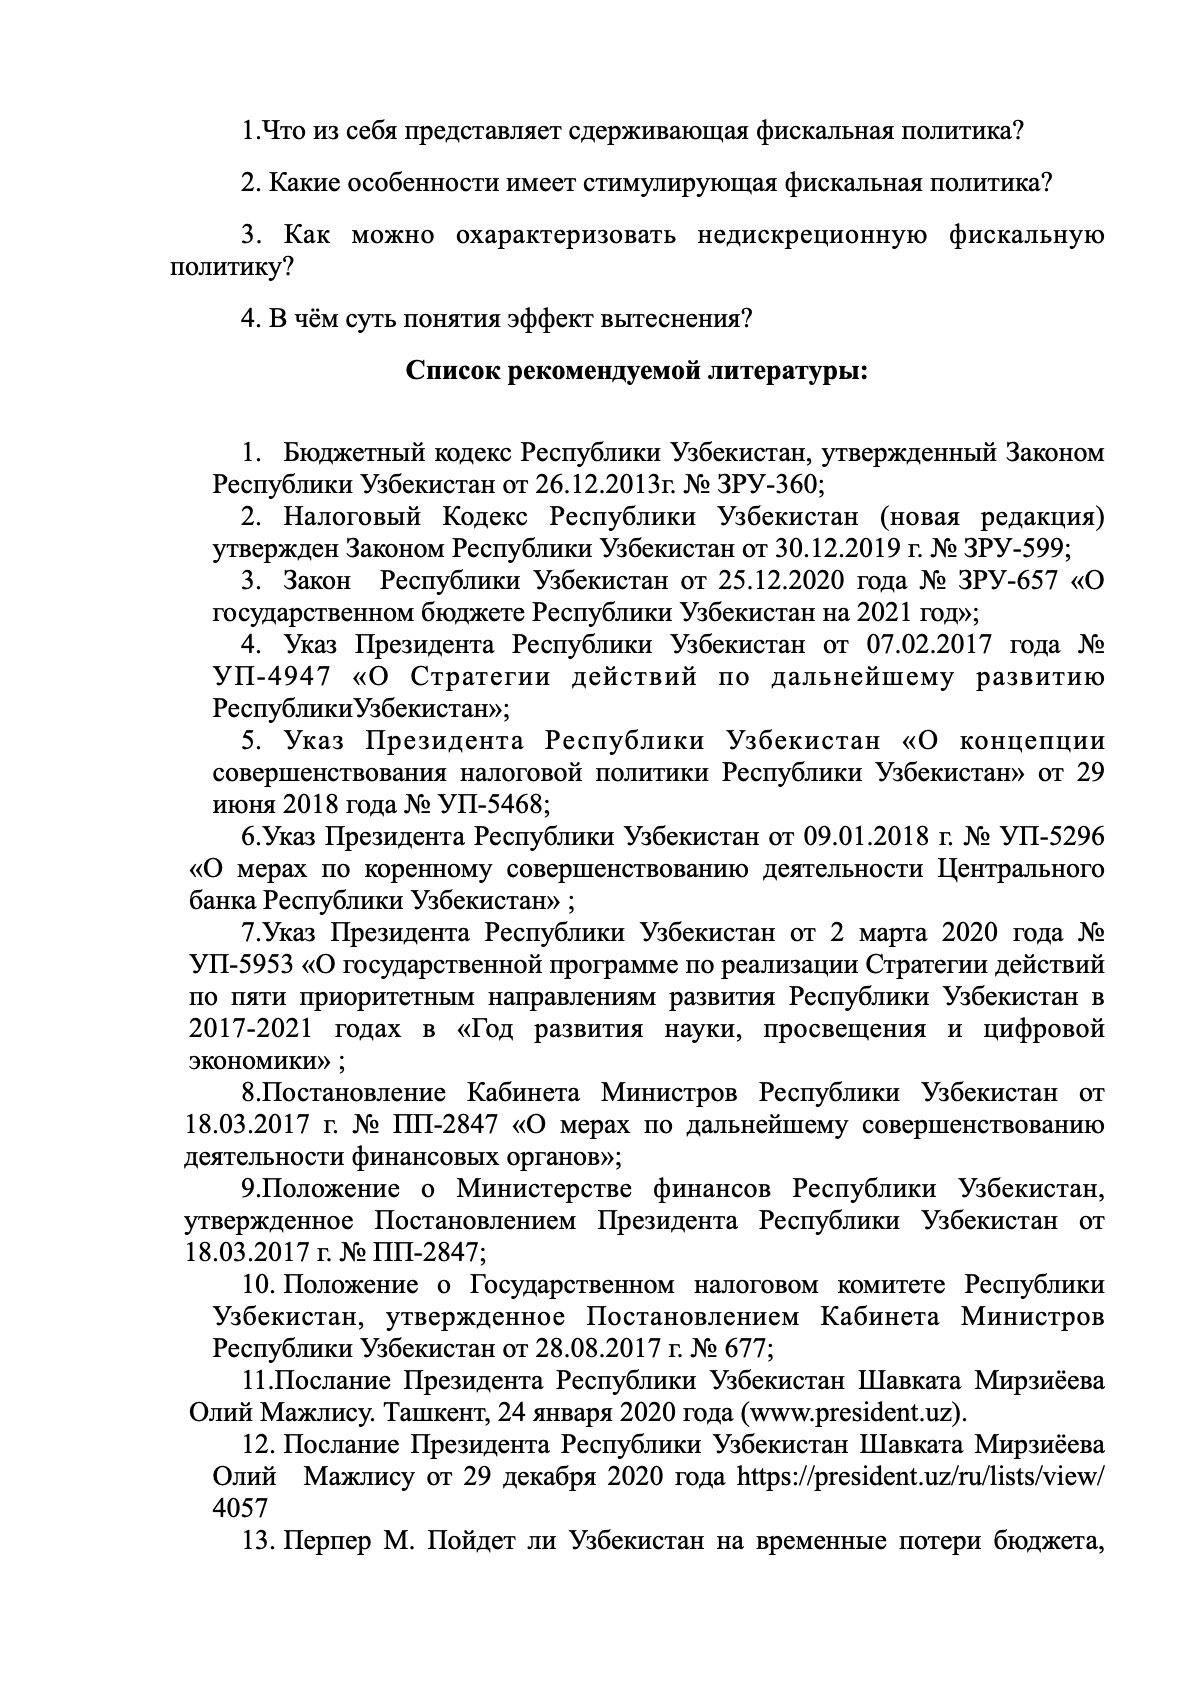 1.Что из себя представляет сдерживающая фискальная политика?
2. Какие особенности имеет стимулирующая фискальная политика?
3. Как можно охарактеризовать недискреционную фискальную
политику?
4. В чём суть понятия эффект вытеснения?
Список рекомендуемой литературы:
1. Бюджетный кодекс Республики Узбекистан, утвержденный Законом
Республики Узбекистан от 26.12.2013г. № ЗРУ-360;
2. Налоговый Кодекс Республики Узбекистан (новая редакция)
утвержден Законом Республики Узбекистан от 30.12.2019 г. № ЗРУ-599;
3. Закон Республики Узбекистан от 25.12.2020 года № ЗРУ-657 «О
государственном бюджете Республики Узбекистан на 2021 год»;
4. Указ Президента Республики Узбекистан от 07.02.2017 года №
УП-4947 «О Стратегии действий по дальнейшему развитию
РеспубликиУзбекистан»;
5. Указ Президента Республики Узбекистан «О концепции
совершенствования налоговой политики Республики Узбекистан» от 29
июня 2018 года № УП-5468;
6.Указ Президента Республики Узбекистан от 09.01.2018 г. № УП-5296
«О мерах по коренному совершенствованию деятельности Центрального
банка Республики Узбекистан» ;
7.Указ Президента Республики Узбекистан от 2 марта 2020 года №
УП-5953 «О государственной программе по реализации Стратегии действий
по пяти приоритетным направлениям развития Республики Узбекистан в
2017-2021 годах в «Год развития науки, просвещения и цифровой
экономики» ;
8.Постановление Кабинета Министров Республики Узбекистан от
18.03.2017 г. № ПП-2847 «О мерах по дальнейшему совершенствованию
деятельности финансовых органов»;
9.Положение о Министерстве финансов Республики Узбекистан,
утвержденное Постановлением Президента Республики Узбекистан от
18.03.2017 г. № ПП-2847;
10. Положение о Государственном налоговом комитете Республики
Узбекистан, утвержденное Постановлением Кабинета Министров
Республики Узбекистан от 28.08.2017 г. № 677;
11.Послание Президента Республики Узбекистан Шавката Мирзиёева
Олий Мажлису. Ташкент, 24 января 2020 года (www.president.uz).
12. Послание Президента Республики Узбекистан Шавката Мирзиёева
Олий Мажлису от 29 декабря 2020 года https://president.uz/ru/lists/view/
4057
13. Перпер М. Пойдет ли Узбекистан на временные потери бюджета,